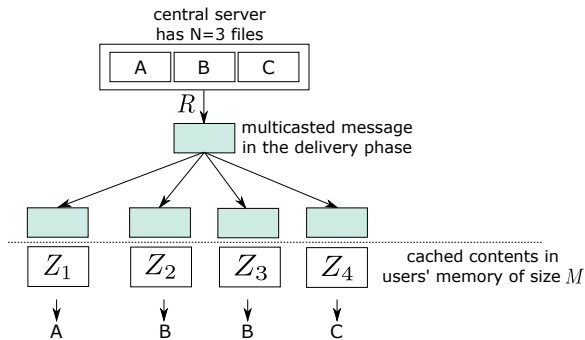 central server
has N=3 files
A B C
R
multicasted message
in the delivery phase
Z₁ Z₂ Z₃ Z₄
cached contents in
users' memory of size M
A B B C